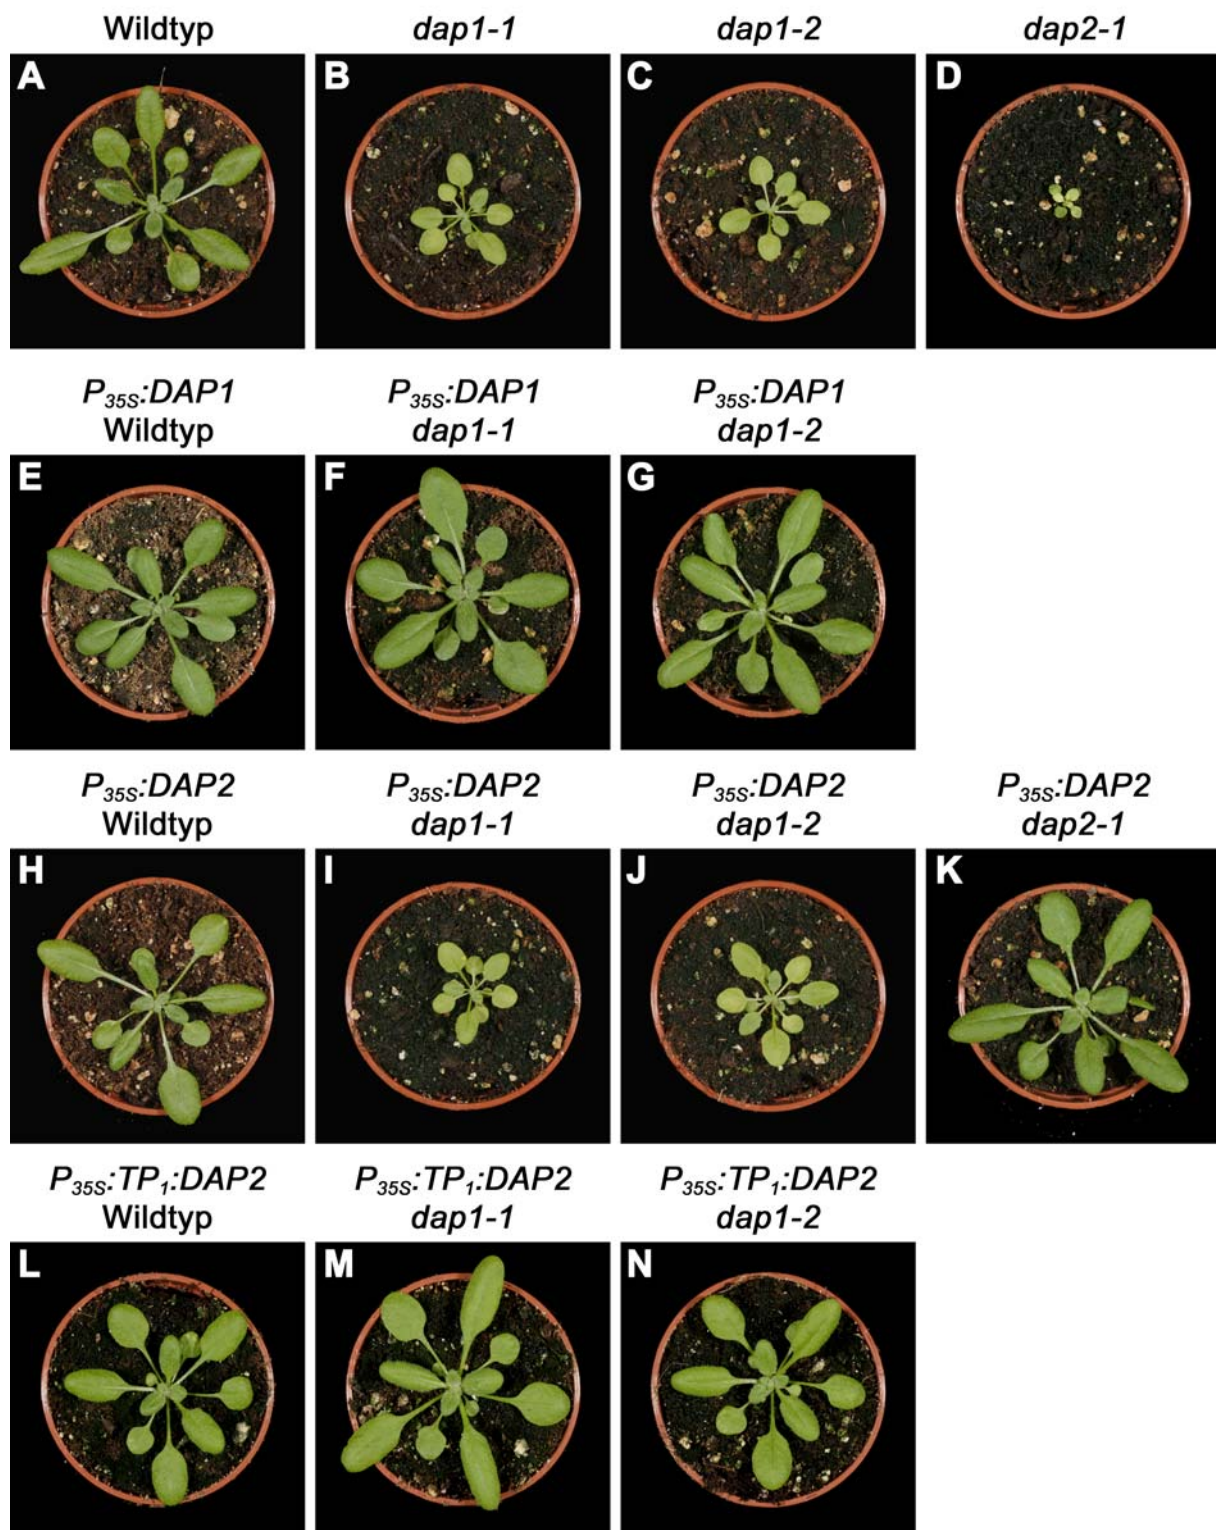 Wildtyp dap1-1 dap1-2 dap2-1
A B C D
P35S:DAP1 P35S:DAP1 P35S:DAP1
Wildtyp dap1-1 dap1-2
E F G
P35S:DAP2 P35S:DAP2 P35S:DAP2 P35S:DAP2
Wildtyp dap1-1 dap1-2 dap2-1
H I J K
P35S:TP1:DAP2 P35S:TP1:DAP2 P35S:TP1:DAP2
Wildtyp dap1-1 dap1-2
L M N